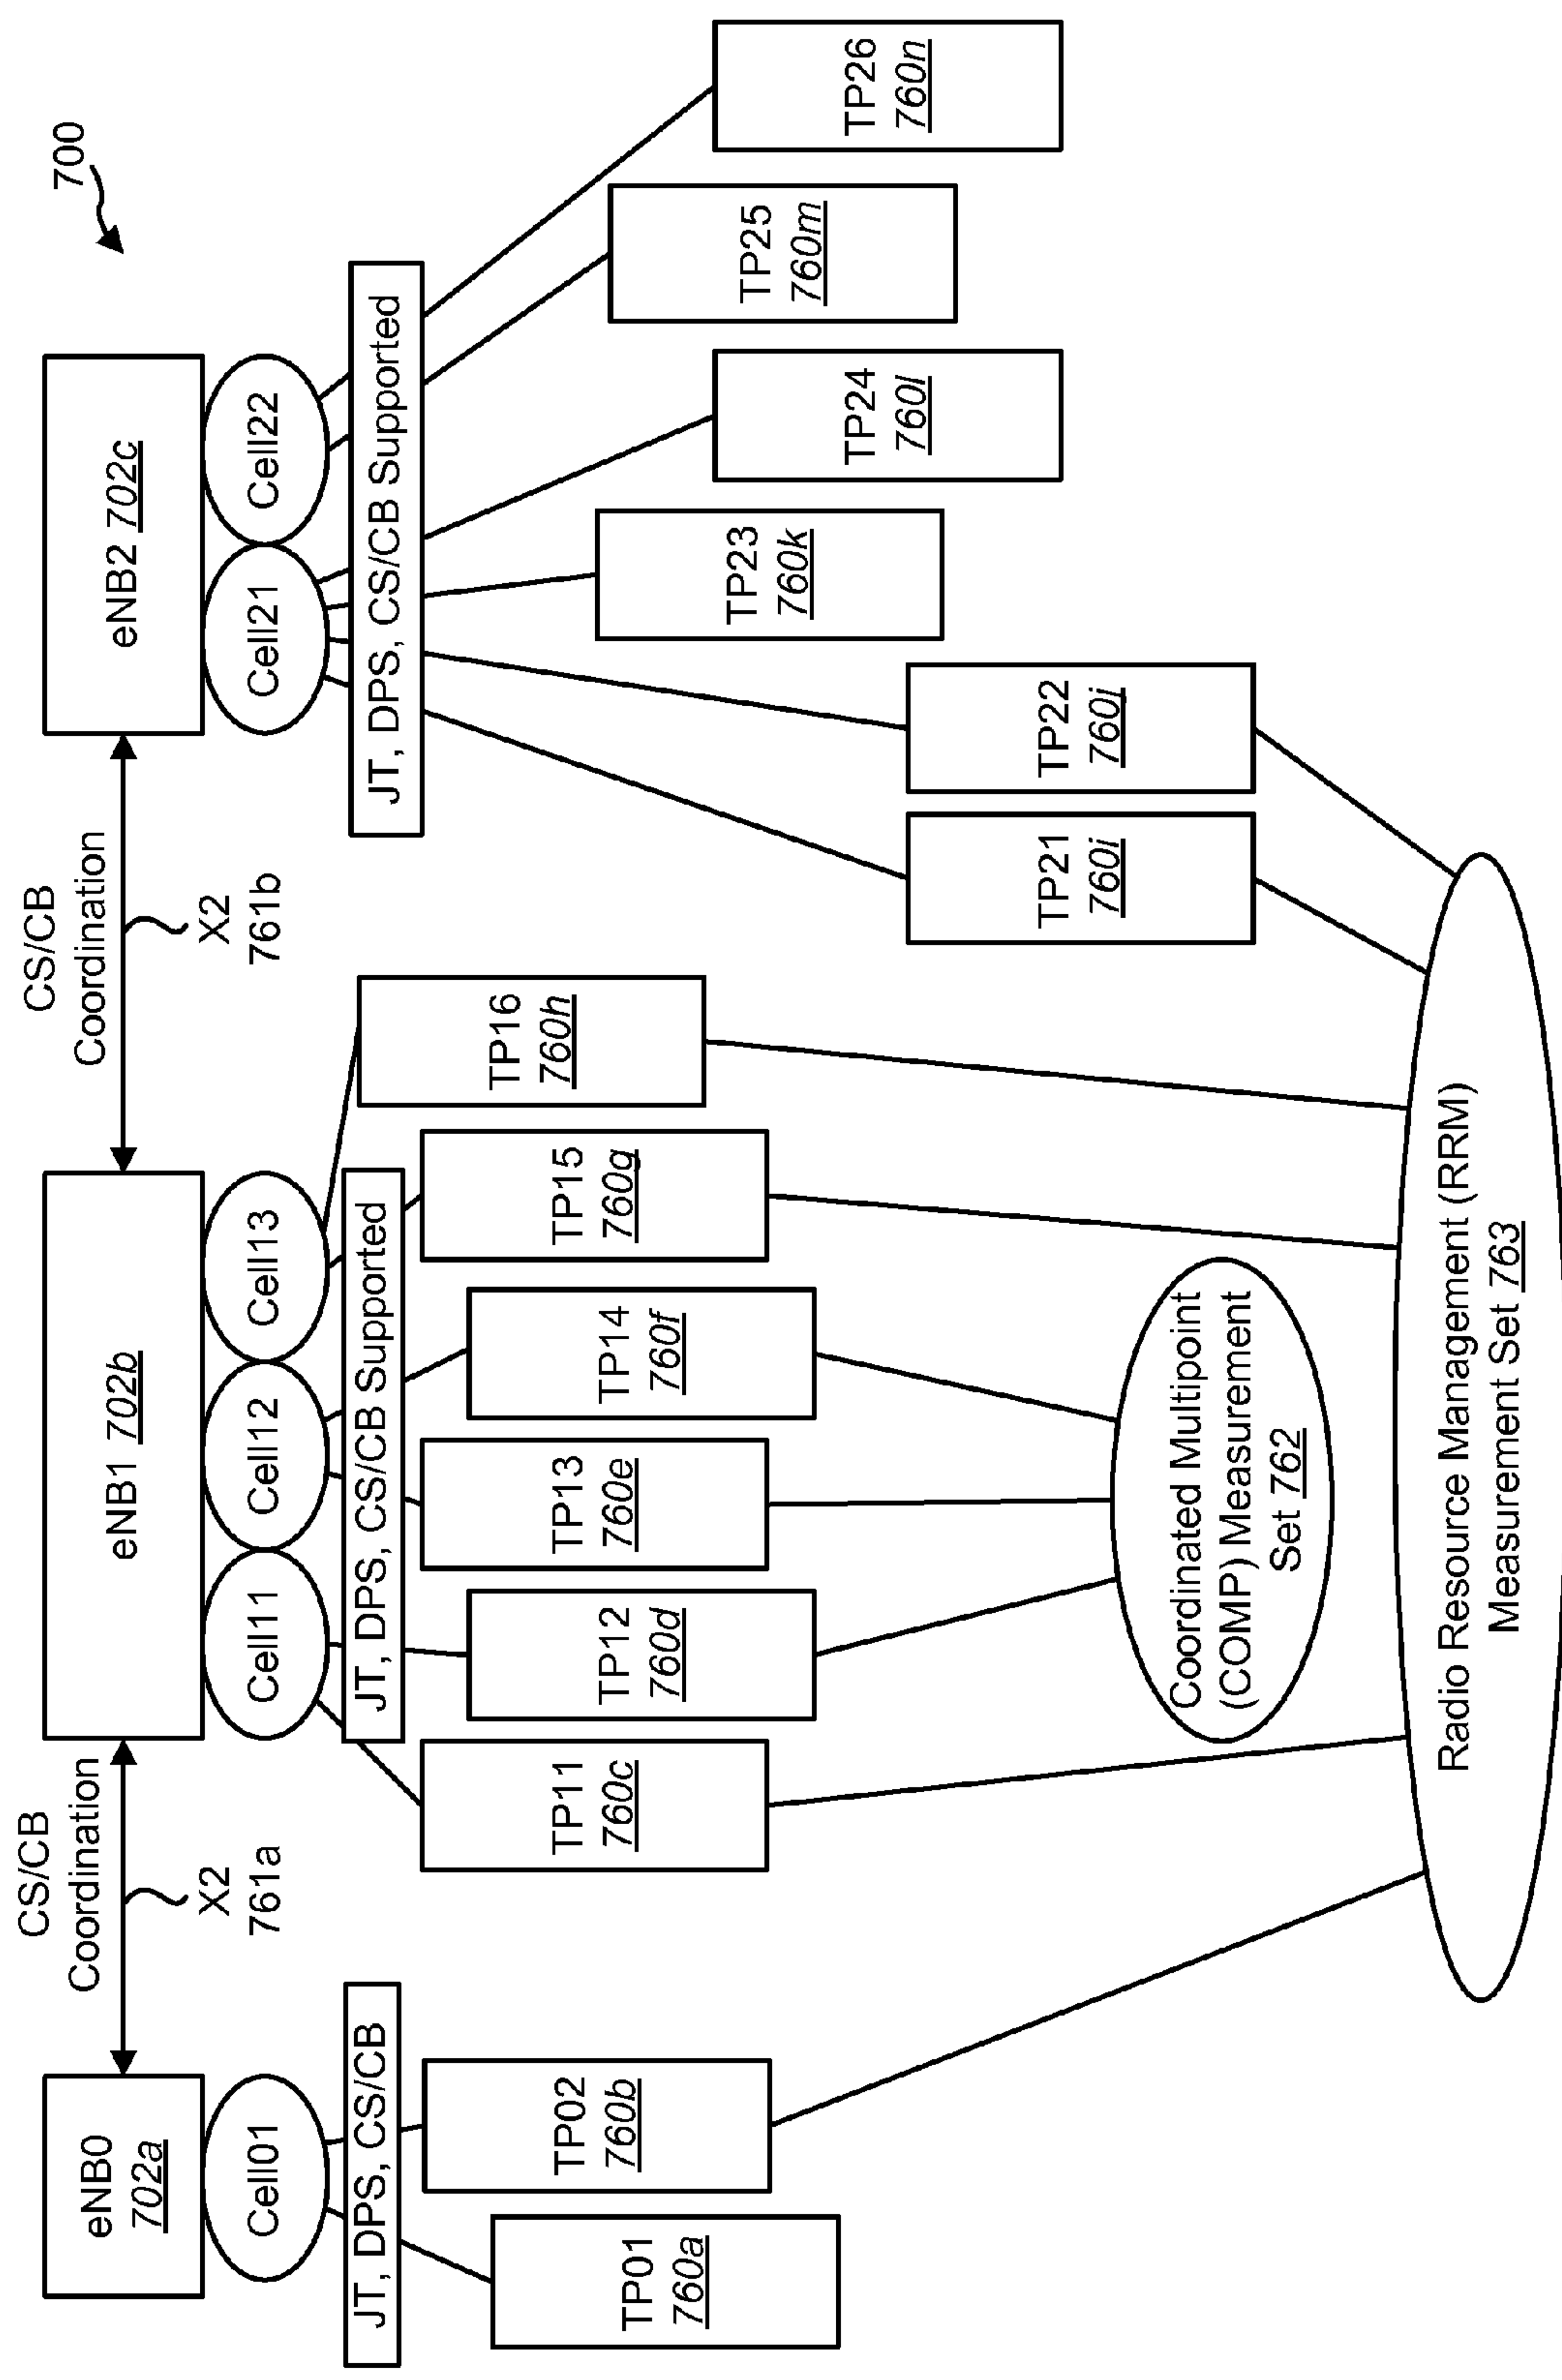 700
CS/CB
Coordination
X2
761a
CS/CB
Coordination
X2
761b
eNB0
702a
eNB1 702b
eNB2 702c
Cell01
Cell11
Cell12
Cell13
Cell21
Cell22
JT, DPS, CS/CB
JT, DPS, CS/CB Supported
JT, DPS, CS/CB Supported
TP01
760a
TP02
760b
TP11
760c
TP12
760d
TP13
760e
TP14
760f
TP15
760g
TP16
760h
TP21
760i
TP22
760j
TP23
760k
TP24
760l
TP25
760m
TP26
760n
Coordinated Multipoint
(COMP) Measurement
Set 762
Radio Resource Management (RRM)
Measurement Set 763